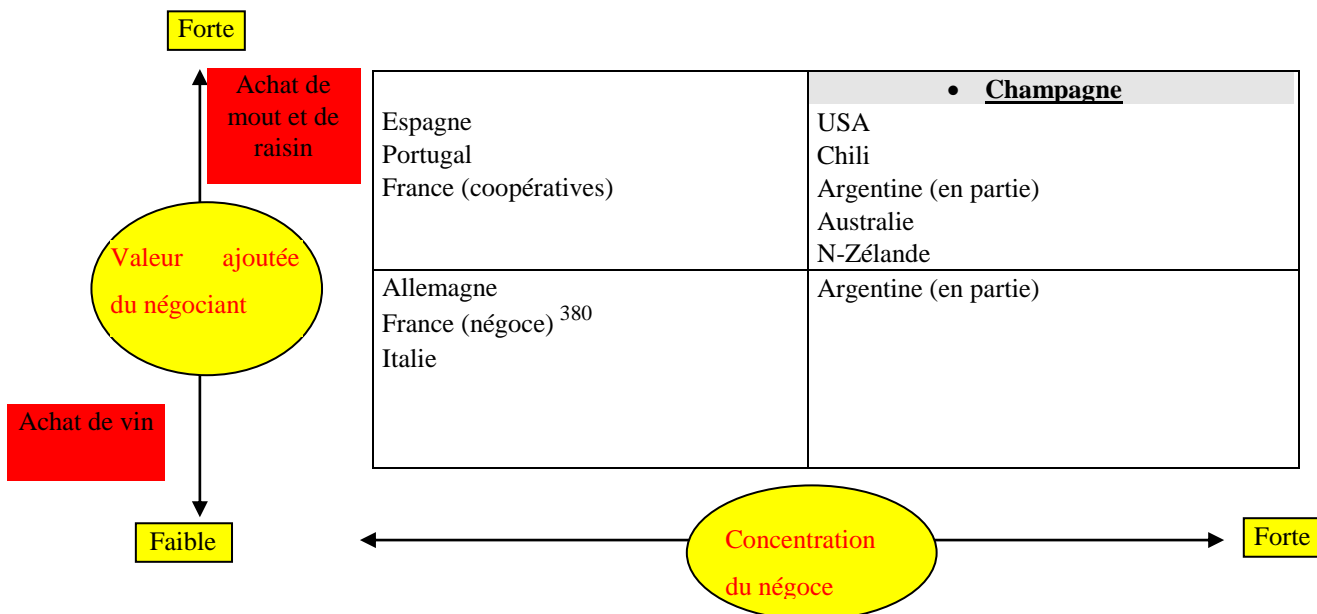 Forte
Achat de
mout et de
raisin
• Champagne
Espagne
Portugal
France (coopératives)
USA
Chili
Argentine (en partie)
Australie
N-Zélande
Valeur ajoutée
du négociant
Allemagne
France (négoce) 380
Italie
Argentine (en partie)
Achat de vin
Faible
Concentration
du négoce
Forte